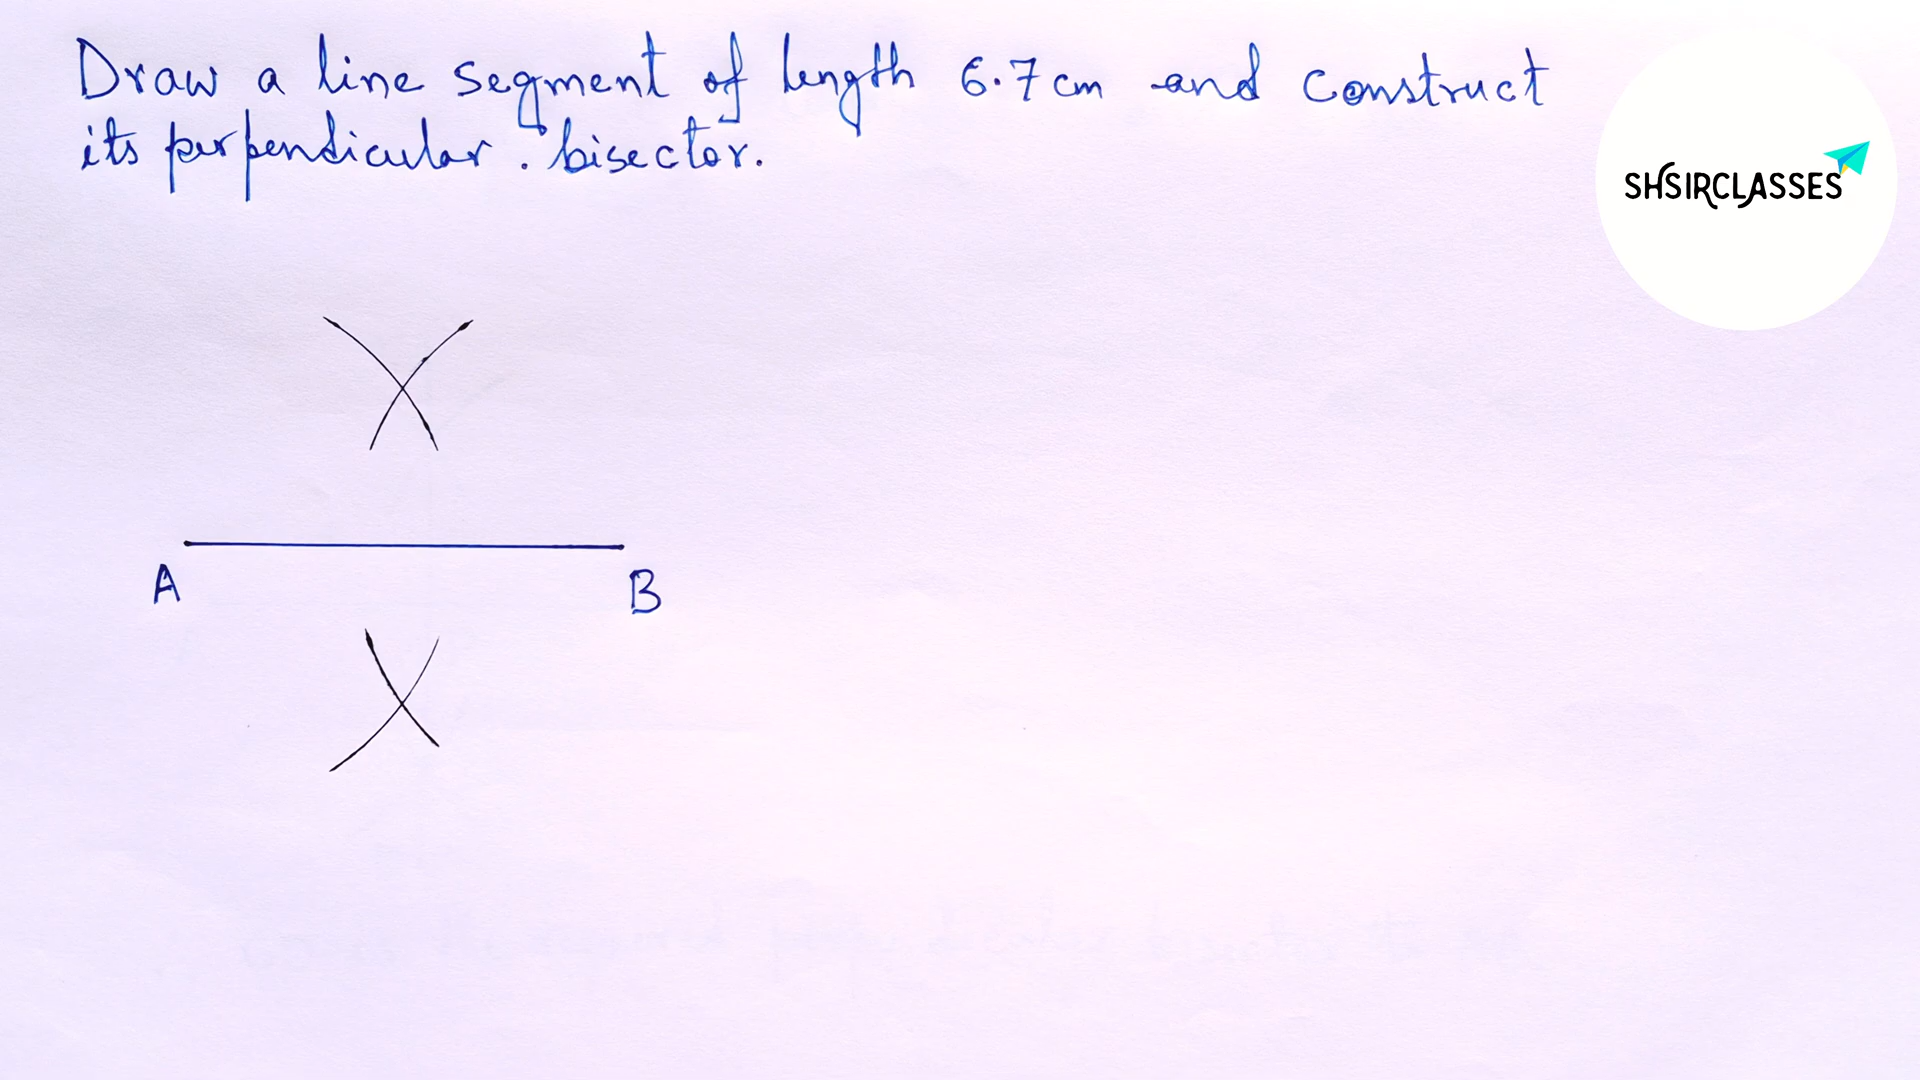 Draw a line segment of length 6.7 cm and construct
its perpendicular . bisector.
SHSIRCLASSES
A
B